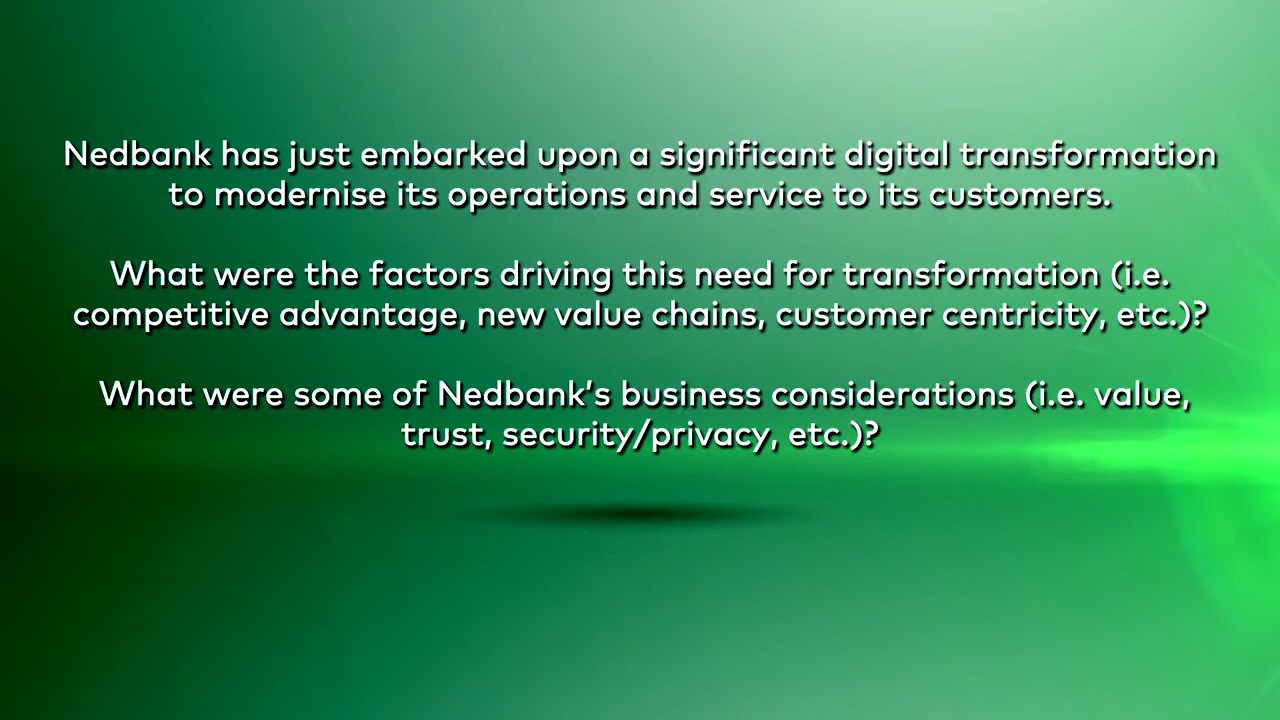 Nedbank has just embarked upon a significant digital transformation
to modernise its operations and service to its customers.
What were the factors driving this need for transformation (i.e.
competitive advantage, new value chains, customer centricity, etc.)?
What were some of Nedbank’s business considerations (i.e. value,
trust, security/privacy, etc.)?